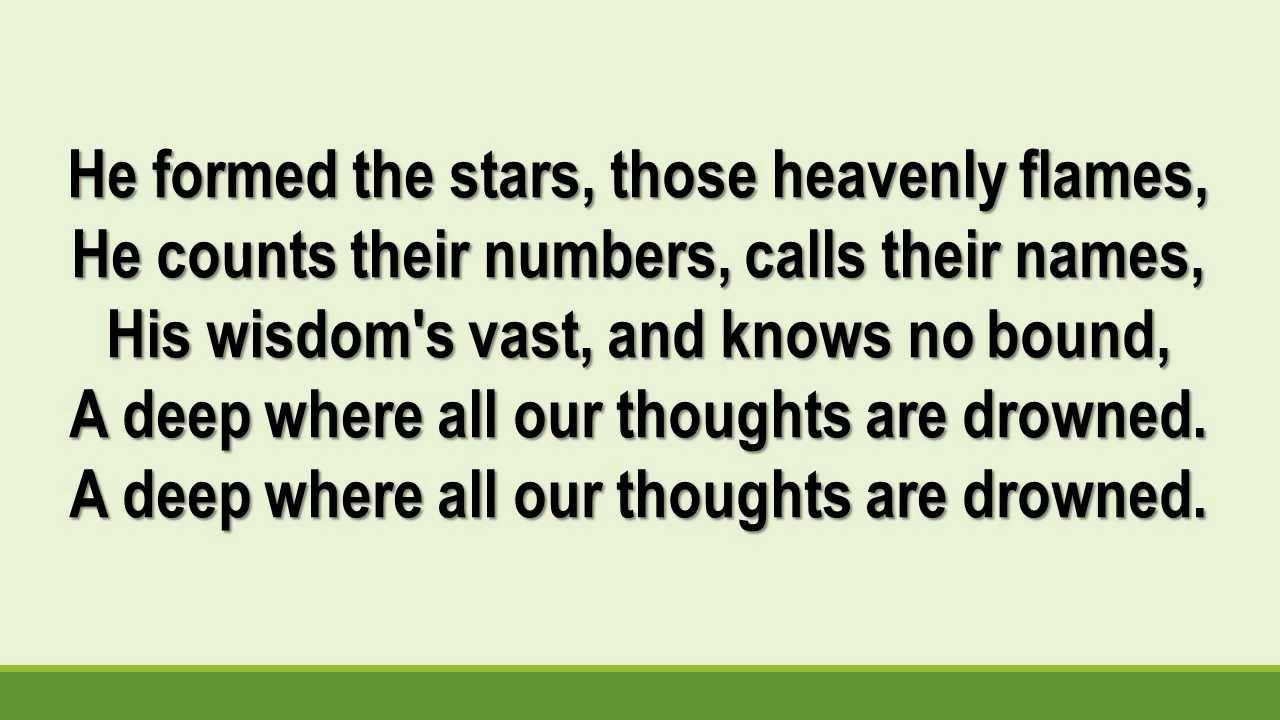 He formed the stars, those heavenly flames,
He counts their numbers, calls their names,
His wisdom's vast, and knows no bound,
A deep where all our thoughts are drowned.
A deep where all our thoughts are drowned.